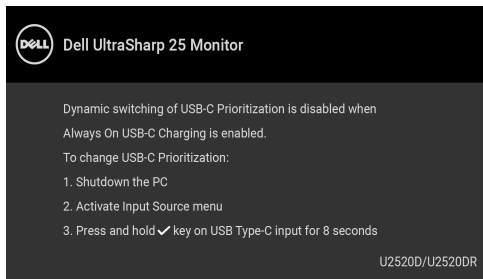 DELL
Dell UltraSharp 25 Monitor
Dynamic switching of USB-C Prioritization is disabled when
Always On USB-C Charging is enabled.
To change USB-C Prioritization:
1. Shutdown the PC
2. Activate Input Source menu
3. Press and hold ✓ key on USB Type-C input for 8 seconds
U2520D/U2520DR